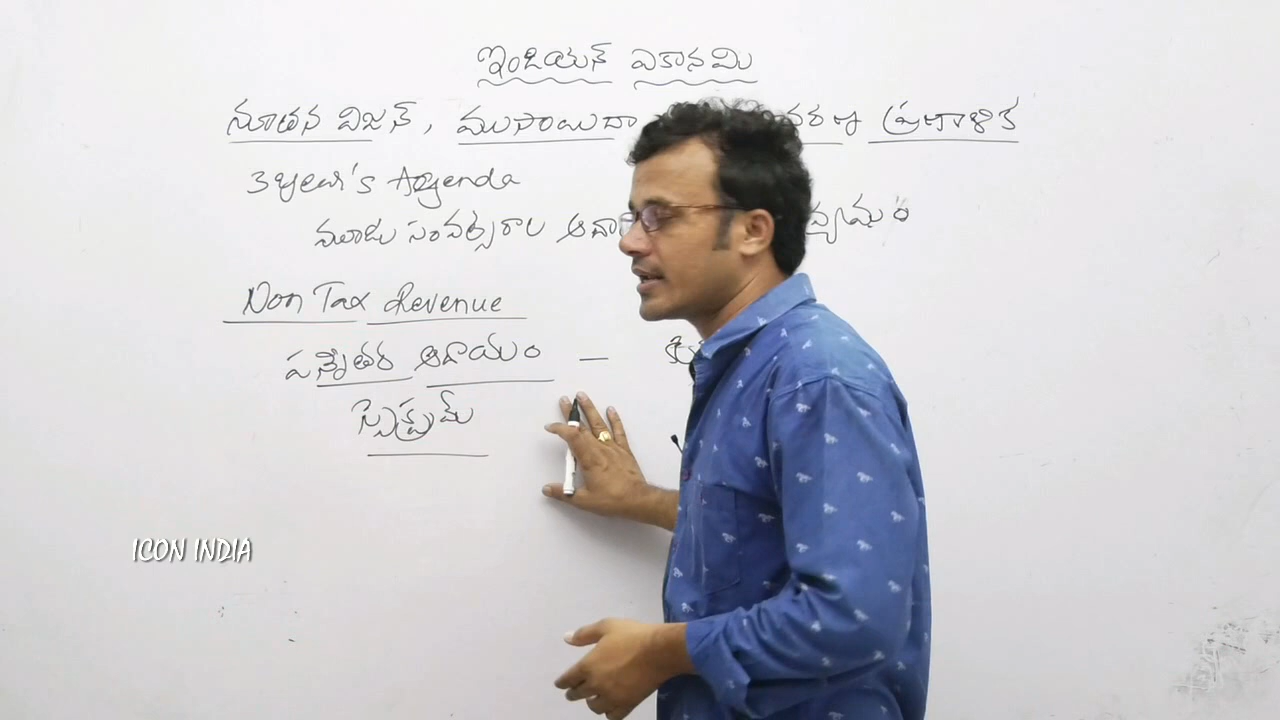 ఇండియన్ ఎకానమి
నూతన విజన్, ముసాయిదా ప్రణాళిక
3 year's Agenda
మూడు సంవత్సరాల
Non Tax Revenue
పన్నేతర ఆదాయం –
స్పెక్ట్రమ్
ICON INDIA